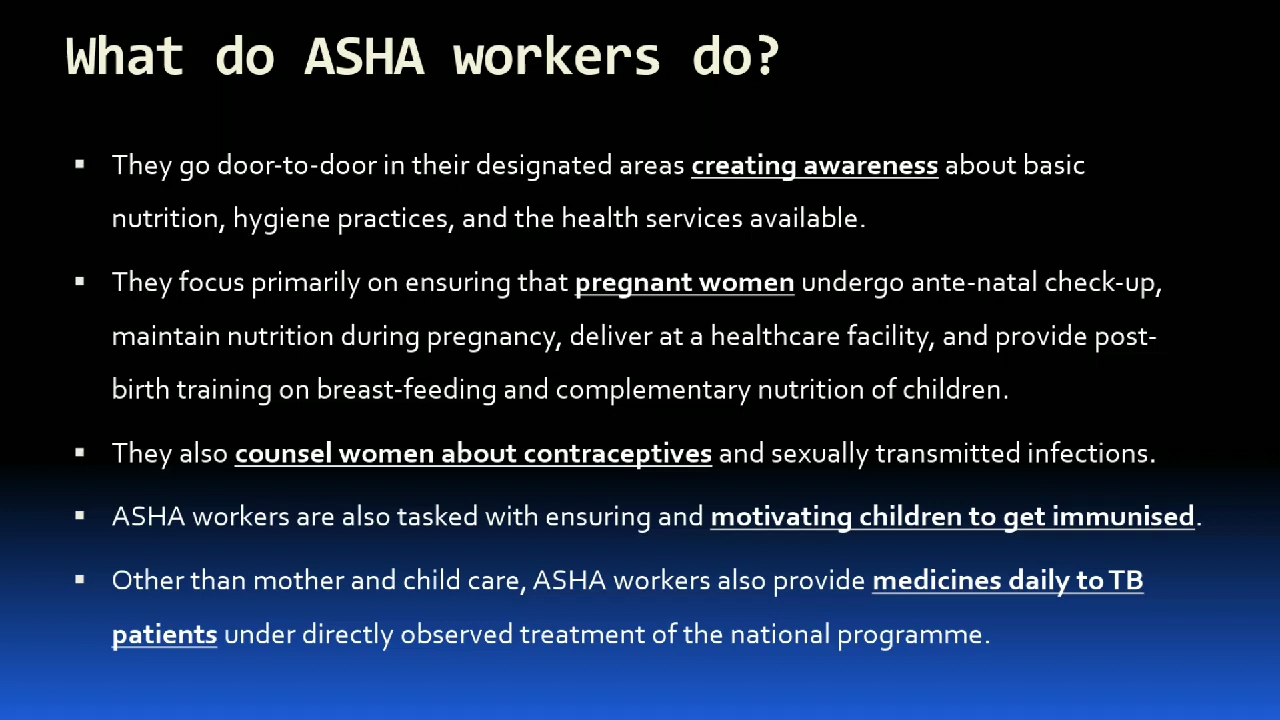 What do ASHA workers do?
▪ They go door-to-door in their designated areas creating awareness about basic
nutrition, hygiene practices, and the health services available.
▪ They focus primarily on ensuring that pregnant women undergo ante-natal check-up,
maintain nutrition during pregnancy, deliver at a healthcare facility, and provide post-
birth training on breast-feeding and complementary nutrition of children.
▪ They also counsel women about contraceptives and sexually transmitted infections.
▪ ASHA workers are also tasked with ensuring and motivating children to get immunised.
▪ Other than mother and child care, ASHA workers also provide medicines daily to TB
patients under directly observed treatment of the national programme.